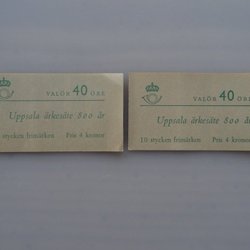 VALÖR 40 ÖRE
Uppsala ärkesäte 800 år
stycken frimärken Pris 4 kronor
VALÖR 40 ÖRE
Uppsala ärkesäte 800 år
10 stycken frimärken Pris 4 kronor